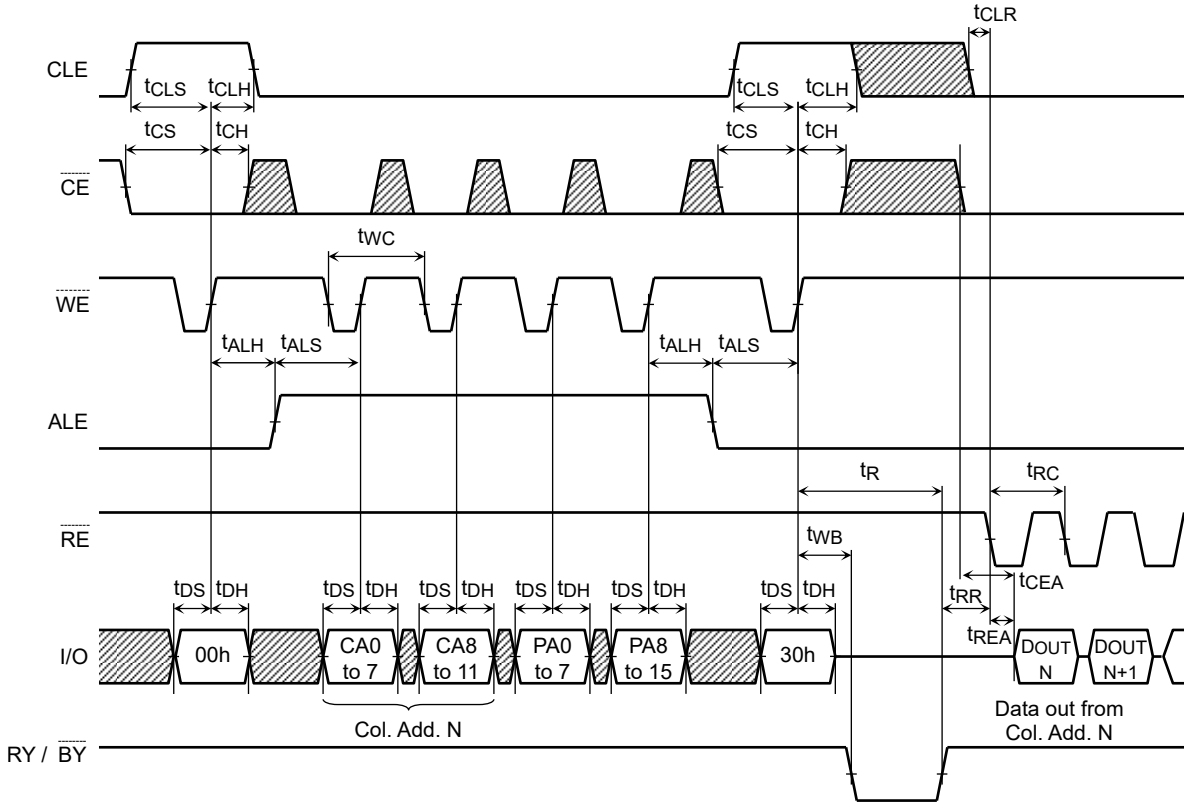 tCLR
CLE
tCLS tCLH tCLS tCLH
tCS tCH tCS tCH
CE
tWC
WE
tALH tALS tALH tALS
ALE
tR tRC
RE
tWB
tDS tDH tDS tDH tDS tDH tDS tDH tDS tDH tDS tDH tCEA
tRR
tREA
I/O 00h CA0 to 7 CA8 to 11 PA0 to 7 PA8 to 15 30h DOUT N DOUT N+1
Col. Add. N
Data out from
Col. Add. N
RY / BY